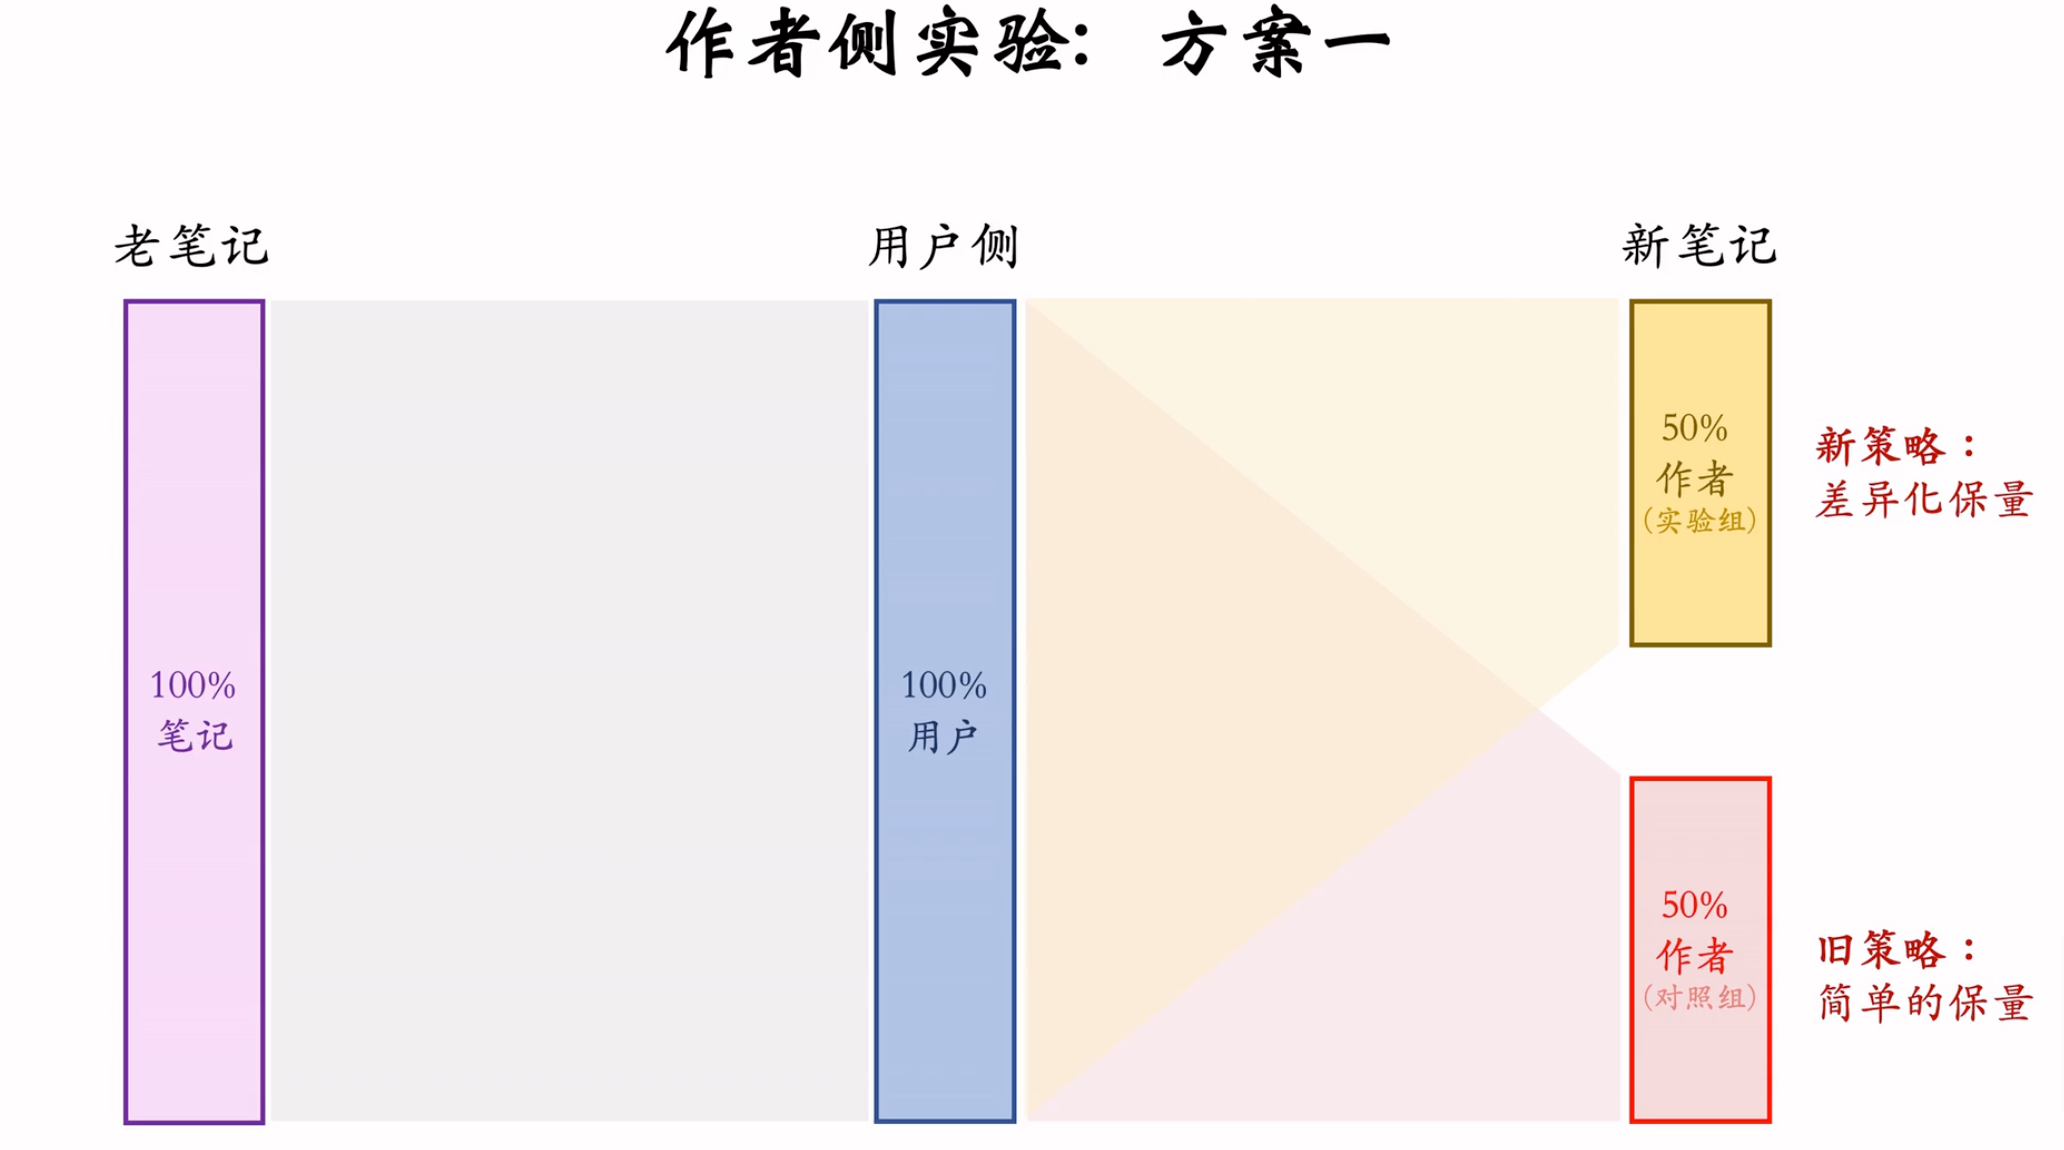 作者侧实验：方案一
老笔记
用户侧
新笔记
100%
笔记
100%
用户
50%
作者
(实验组)
新策略：
差异化保量
50%
作者
(对照组)
旧策略：
简单的保量